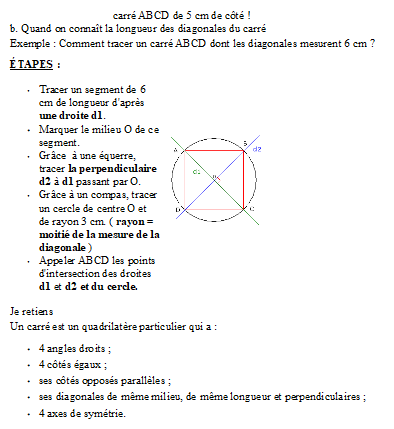 carré ABCD de 5 cm de côté !
b. Quand on connaît la longueur des diagonales du carré
Exemple : Comment tracer un carré ABCD dont les diagonales mesurent 6 cm ?
ÉTAPES :
• Tracer un segment de 6
cm de longueur d'après
une droite d1.
• Marquer le milieu O de ce
segment.
• Grâce à une équerre,
tracer la perpendiculaire
d2 à d1 passant par O.
• Grâce à un compas, tracer
un cercle de centre O et
de rayon 3 cm. ( rayon =
moitié de la mesure de la
diagonale )
• Appeler ABCD les points
d'intersection des droites
d1 et d2 et du cercle.
A
B
d2
d1
D
C
Je retiens
Un carré est un quadrilatère particulier qui a :
• 4 angles droits ;
• 4 côtés égaux ;
• ses côtés opposés parallèles ;
• ses diagonales de même milieu, de même longueur et perpendiculaires ;
• 4 axes de symétrie.